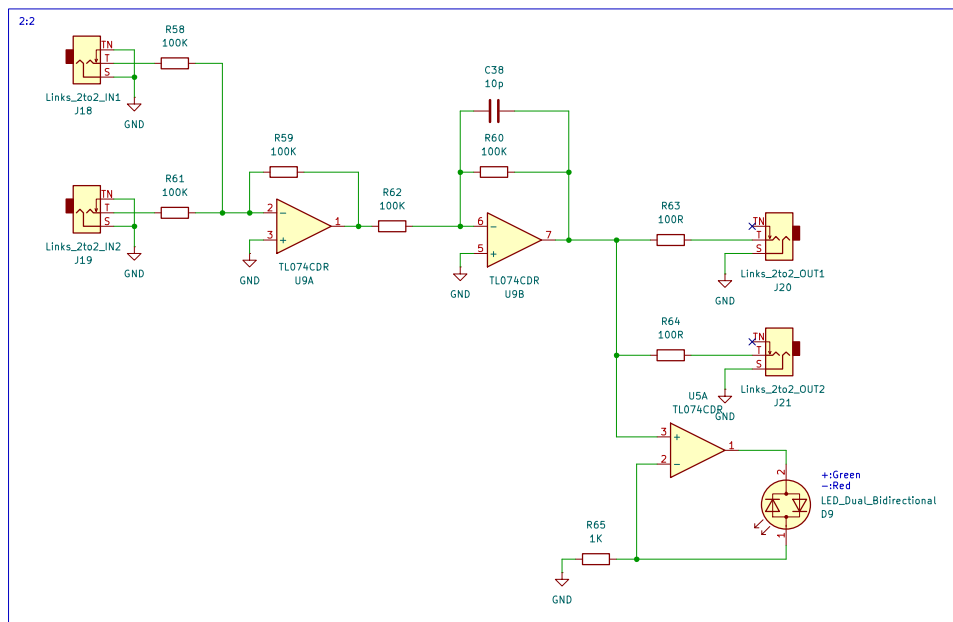 2:2
TN
T
S
Links_2to2_IN1
J18
GND
R58
100K
TN
T
S
Links_2to2_IN2
J19
GND
R61
100K
R59
100K
2
3
1
GND
TL074CDR
U9A
R62
100K
C38
10p
R60
100K
6
5
7
GND
TL074CDR
U9B
R63
100R
TN
T
S
Links_2to2_OUT1
J20
GND
R64
100R
TN
T
S
Links_2to2_OUT2
J21
GND
U5A
TL074CDR
3
2
1
2
1
+:Green
-:Red
LED_Dual_Bidirectional
D9
R65
1K
GND